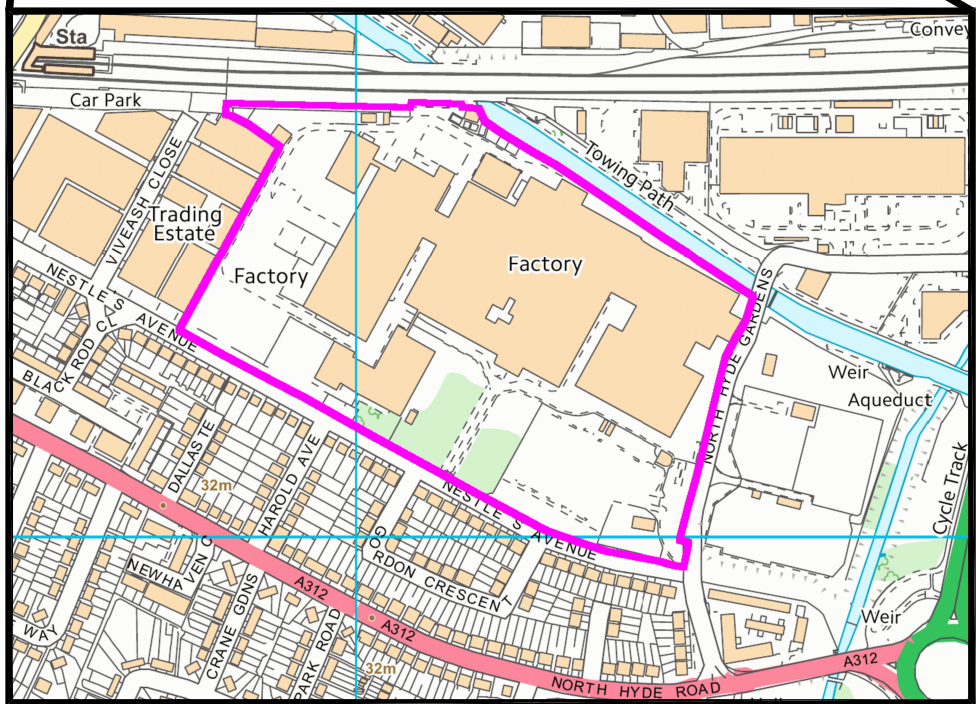 Sta
Convey
Car Park
VIVEASH CLOSE
Towing Path
Trading
Estate
Factory
Factory
NESTLE'S AVENUE
NORTH HYDE GARDENS
BLACK ROD C
Weir
Aqueduct
DALLAS TE
HAROLD AVE
32m
NESTLE'S AVENUE
Cycle Track
GORDON CRESCENT
NEWHAVEN C
CRANE GDNS
A312
A312
Weir
WAY
PARK ROAD
32m
A312
NORTH HYDE ROAD